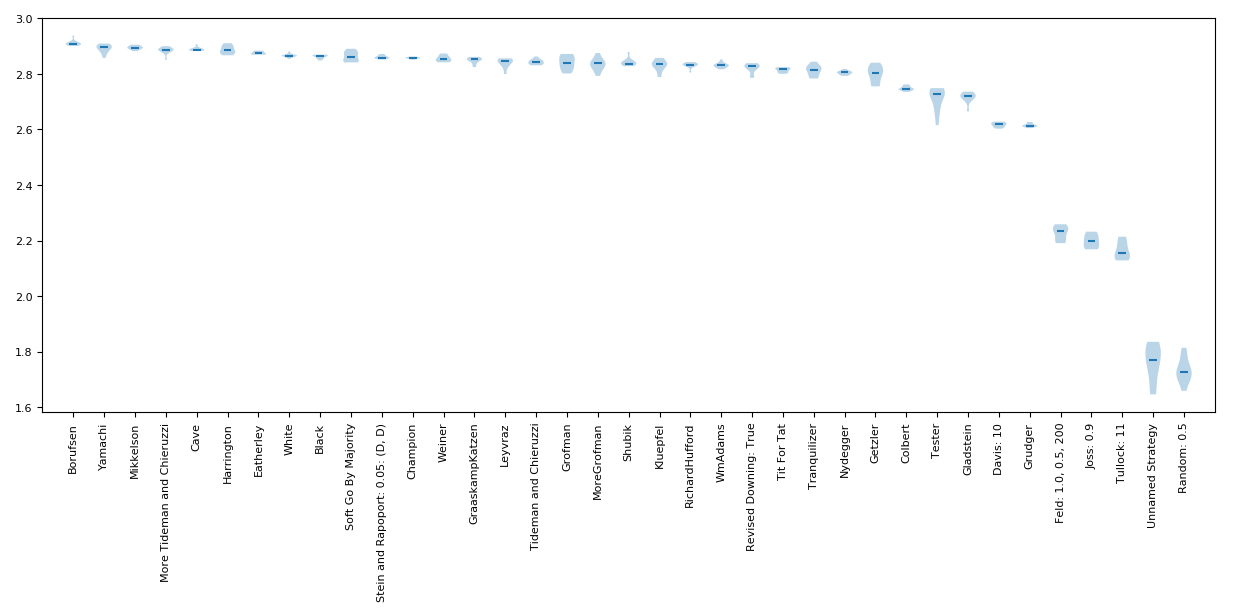 3.0
2.8
2.6
2.4
2.2
2.0
1.8
1.6
Borufsen
Yamachi
Mikkelson
More Tideman and Chieruzzi
Cave
Harrington
Eatherley
White
Black
Soft Go By Majority
Stein and Rapoport: 0.05: (D, D)
Champion
Weiner
GraaskampKatzen
Leyvraz
Tideman and Chieruzzi
Grofman
MoreGrofman
Shubik
Kluepfel
RichardHufford
WmAdams
Revised Downing: True
Tit For Tat
Tranquilizer
Nydegger
Getzler
Colbert
Tester
Gladstein
Davis: 10
Grudger
Feld: 1.0, 0.5, 200
Joss: 0.9
Tullock: 11
Unnamed Strategy
Random: 0.5